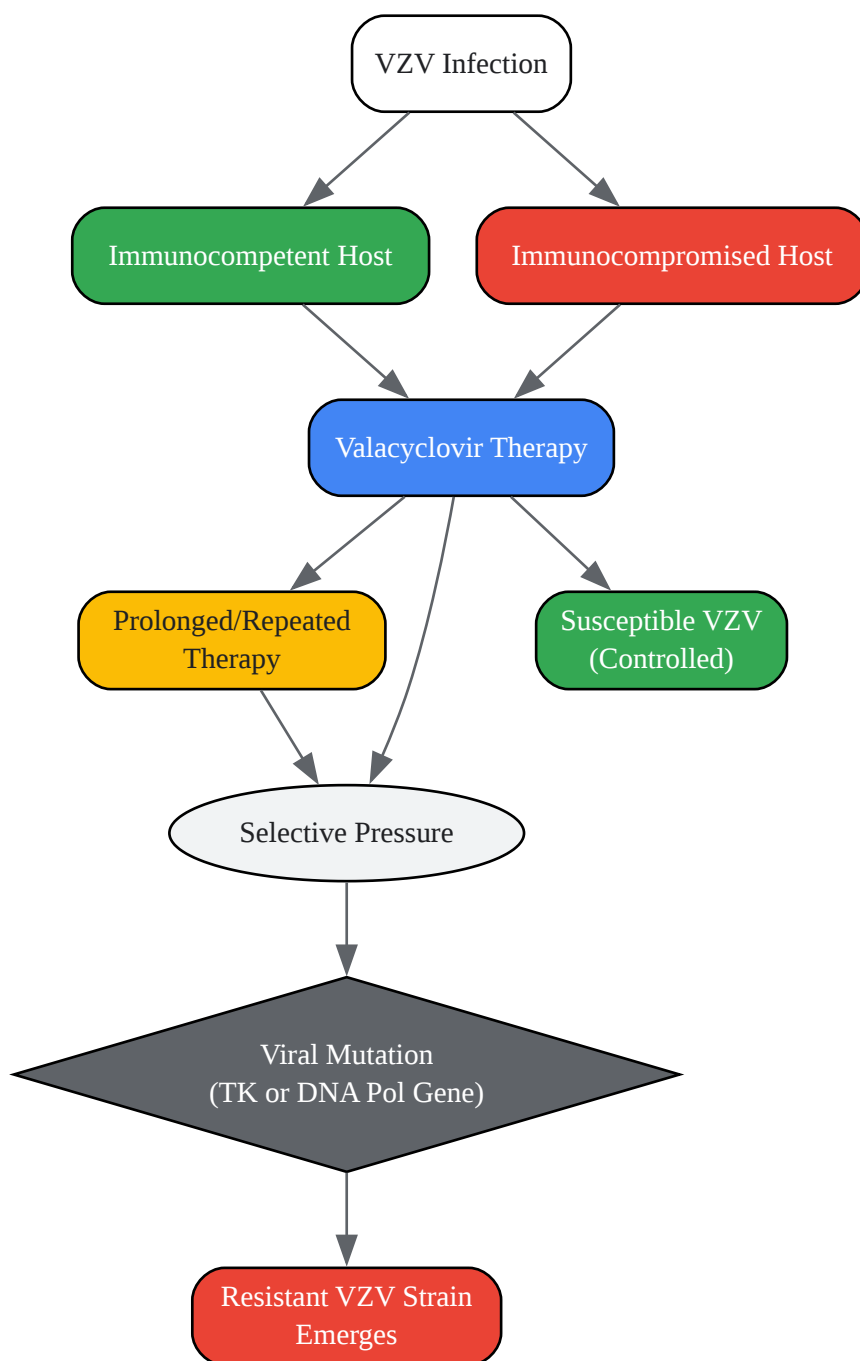 VZV Infection
Immunocompetent Host
Immunocompromised Host
Valacyclovir Therapy
Prolonged/Repeated
Therapy
Susceptible VZV
(Controlled)
Selective Pressure
Viral Mutation
(TK or DNA Pol Gene)
Resistant VZV Strain
Emerges